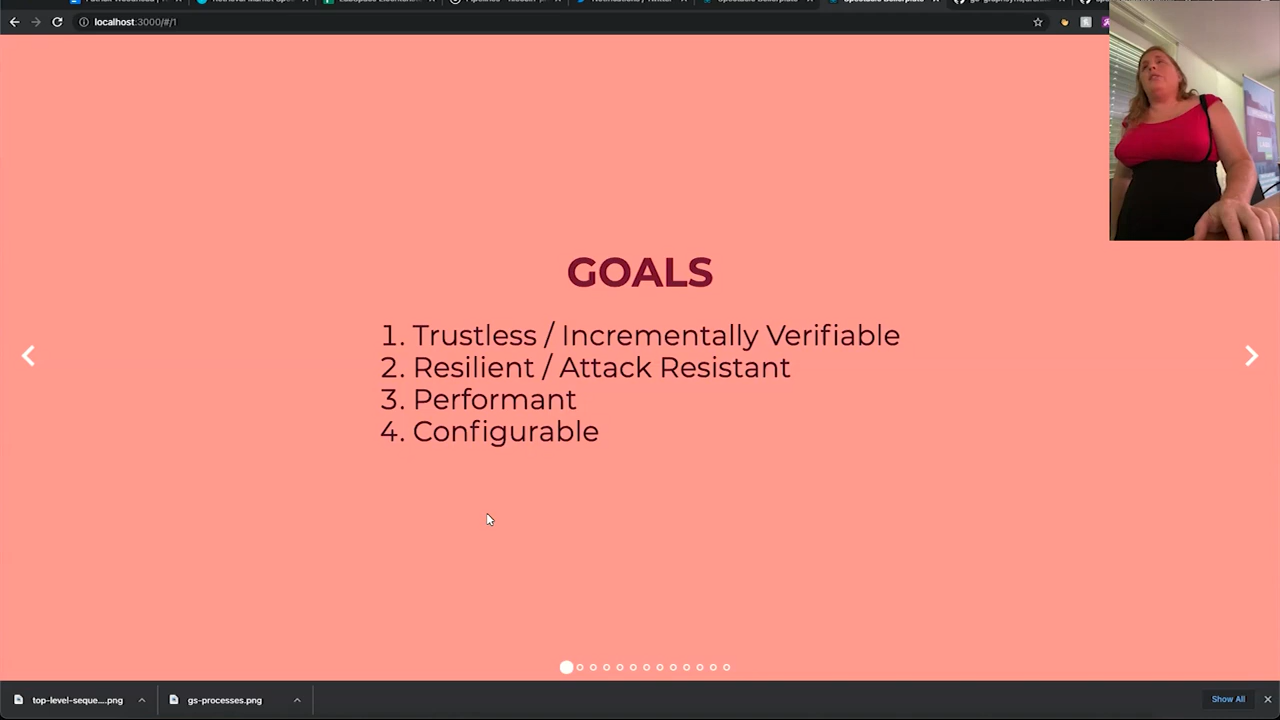 localhost:3000/#/1
GOALS
1. Trustless / Incrementally Verifiable
2. Resilient / Attack Resistant
3. Performant
4. Configurable
top-level-seque....png
gs-processes.png
Show All